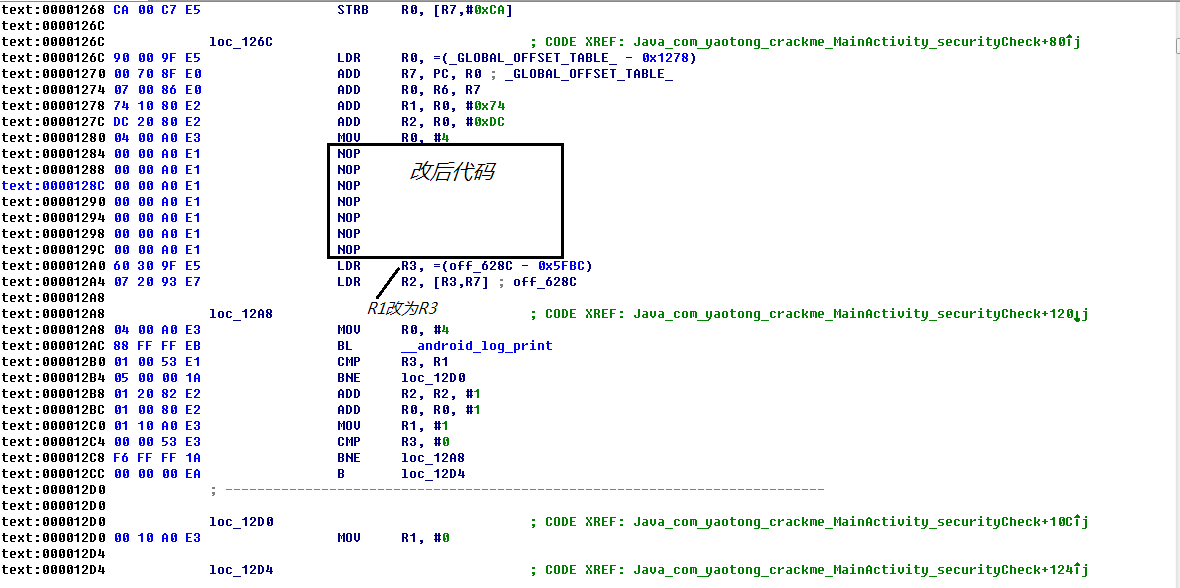 text:00001268 CA 00 C7 E5 STRB R0, [R7,#0xCA]
text:0000126C
text:0000126C loc_126C ; CODE XREF: Java_com_yaotong_crackme_MainActivity_securityCheck+80↑j
text:0000126C 90 00 9F E5 LDR R0, =(_GLOBAL_OFFSET_TABLE_ - 0x1278)
text:00001270 00 70 8F E0 ADD R7, PC, R0 ; _GLOBAL_OFFSET_TABLE_
text:00001274 07 00 86 E0 ADD R0, R6, R7
text:00001278 74 10 80 E2 ADD R1, R0, #0x74
text:0000127C DC 20 80 E2 ADD R2, R0, #0xDC
text:00001280 04 00 A0 E3 MOV R0, #4
text:00001284 00 00 A0 E1 NOP
text:00001288 00 00 A0 E1 NOP 改后代码
text:0000128C 00 00 A0 E1 NOP
text:00001290 00 00 A0 E1 NOP
text:00001294 00 00 A0 E1 NOP
text:00001298 00 00 A0 E1 NOP
text:0000129C 00 00 A0 E1 NOP
text:000012A0 60 30 9F E5 LDR R3, =(off_628C - 0x5FBC)
text:000012A4 07 20 93 E7 LDR R2, [R3,R7] ; off_628C
text:000012A8
R1改为R3
text:000012A8 loc_12A8 ; CODE XREF: Java_com_yaotong_crackme_MainActivity_securityCheck+120↓j
text:000012A8 04 00 A0 E3 MOV R0, #4
text:000012AC 88 FF FF EB BL __android_log_print
text:000012B0 01 00 53 E1 CMP R3, R1
text:000012B4 05 00 00 1A BNE loc_12D0
text:000012B8 01 20 82 E2 ADD R2, R2, #1
text:000012BC 01 00 80 E2 ADD R0, R0, #1
text:000012C0 01 10 A0 E3 MOV R1, #1
text:000012C4 00 00 53 E3 CMP R3, #0
text:000012C8 F6 FF FF 1A BNE loc_12A8
text:000012CC 00 00 00 EA B loc_12D4
text:000012D0 ; ---------------------------------------------------------------------------
text:000012D0
text:000012D0 loc_12D0 ; CODE XREF: Java_com_yaotong_crackme_MainActivity_securityCheck+10C↑j
text:000012D0 00 10 A0 E3 MOV R1, #0
text:000012D4
text:000012D4 loc_12D4 ; CODE XREF: Java_com_yaotong_crackme_MainActivity_securityCheck+124↑j